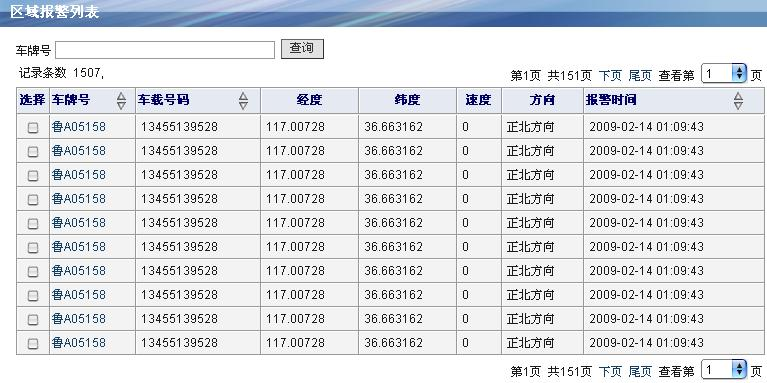 区域报警列表
车牌号 查询
记录条数 1507,
第1页 共151页 下页 尾页 查看第 1 页
选择 车牌号 车载号码 经度 纬度 速度 方向 报警时间
鲁A05158 13455139528 117.00728 36.663162 0 正北方向 2009-02-14 01:09:43
鲁A05158 13455139528 117.00728 36.663162 0 正北方向 2009-02-14 01:09:43
鲁A05158 13455139528 117.00728 36.663162 0 正北方向 2009-02-14 01:09:43
鲁A05158 13455139528 117.00728 36.663162 0 正北方向 2009-02-14 01:09:43
鲁A05158 13455139528 117.00728 36.663162 0 正北方向 2009-02-14 01:09:43
鲁A05158 13455139528 117.00728 36.663162 0 正北方向 2009-02-14 01:09:43
鲁A05158 13455139528 117.00728 36.663162 0 正北方向 2009-02-14 01:09:43
鲁A05158 13455139528 117.00728 36.663162 0 正北方向 2009-02-14 01:09:43
鲁A05158 13455139528 117.00728 36.663162 0 正北方向 2009-02-14 01:09:43
鲁A05158 13455139528 117.00728 36.663162 0 正北方向 2009-02-14 01:09:43
第1页 共151页 下页 尾页 查看第 1 页